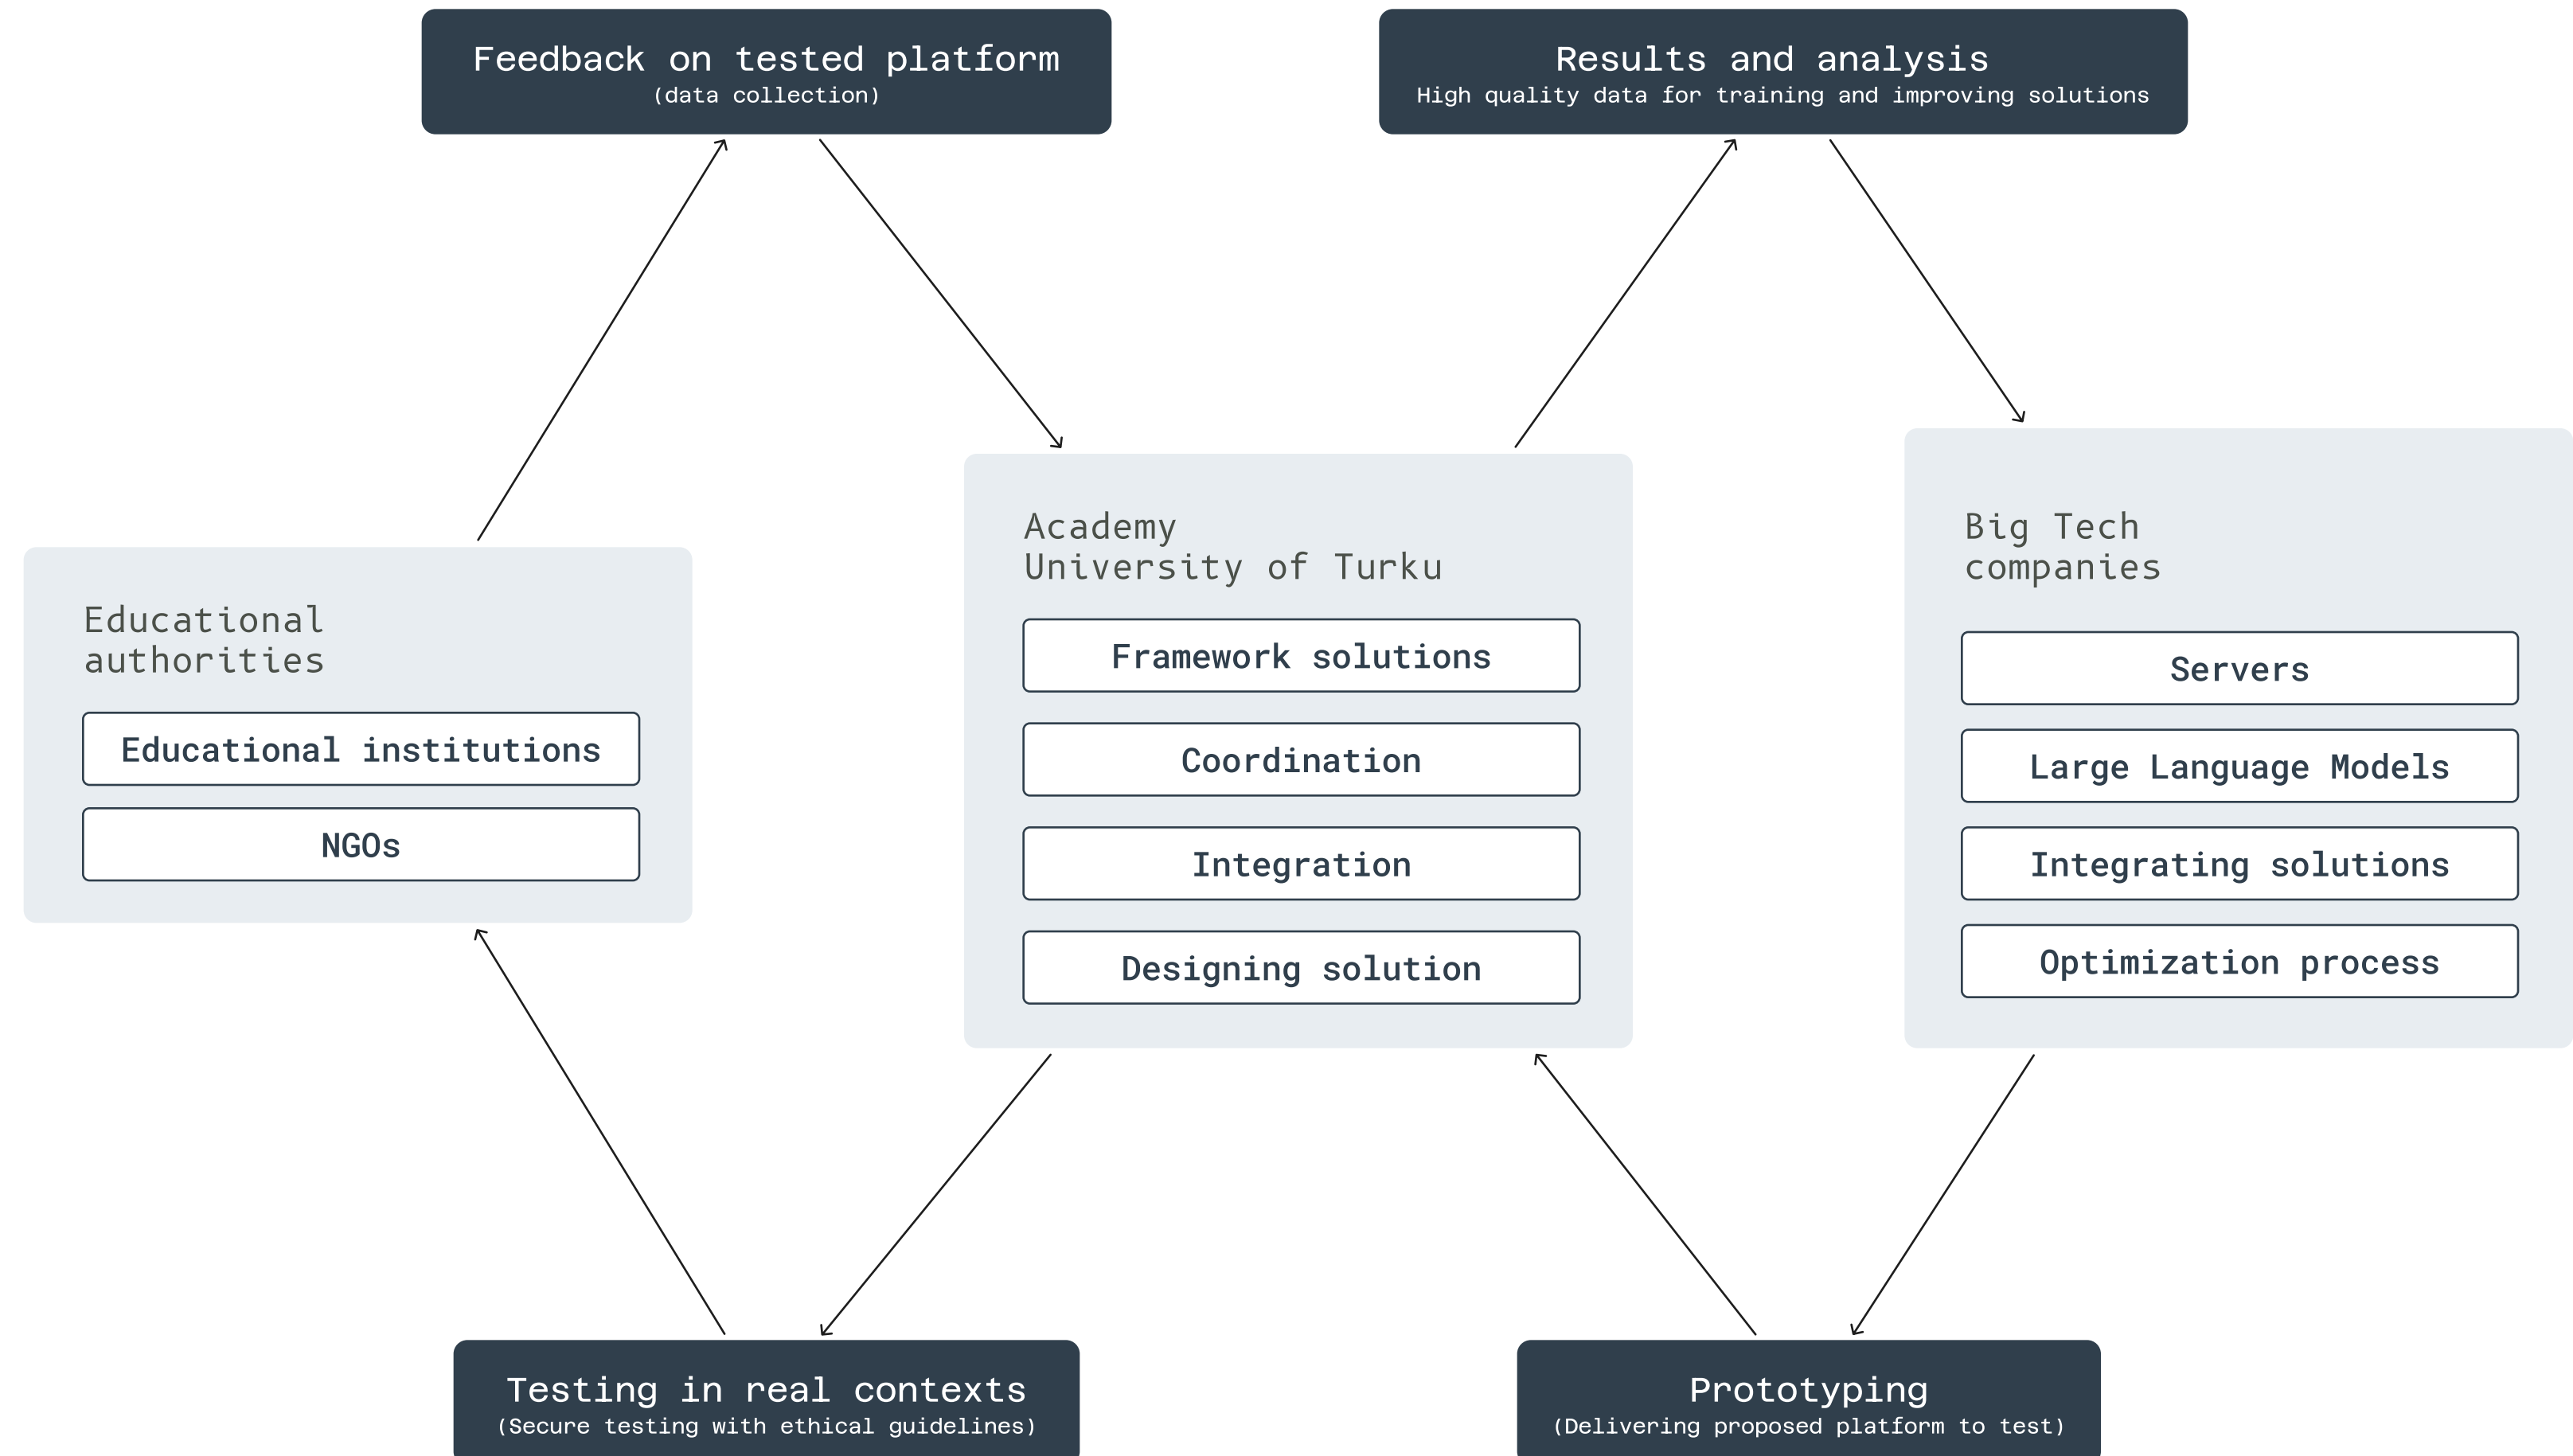 Feedback on tested platform
(data collection)
Results and analysis
High quality data for training and improving solutions
Educational
authorities
Educational institutions
NGOs
Academy
University of Turku
Framework solutions
Coordination
Integration
Designing solution
Big Tech
companies
Servers
Large Language Models
Integrating solutions
Optimization process
Testing in real contexts
(Secure testing with ethical guidelines)
Prototyping
(Delivering proposed platform to test)